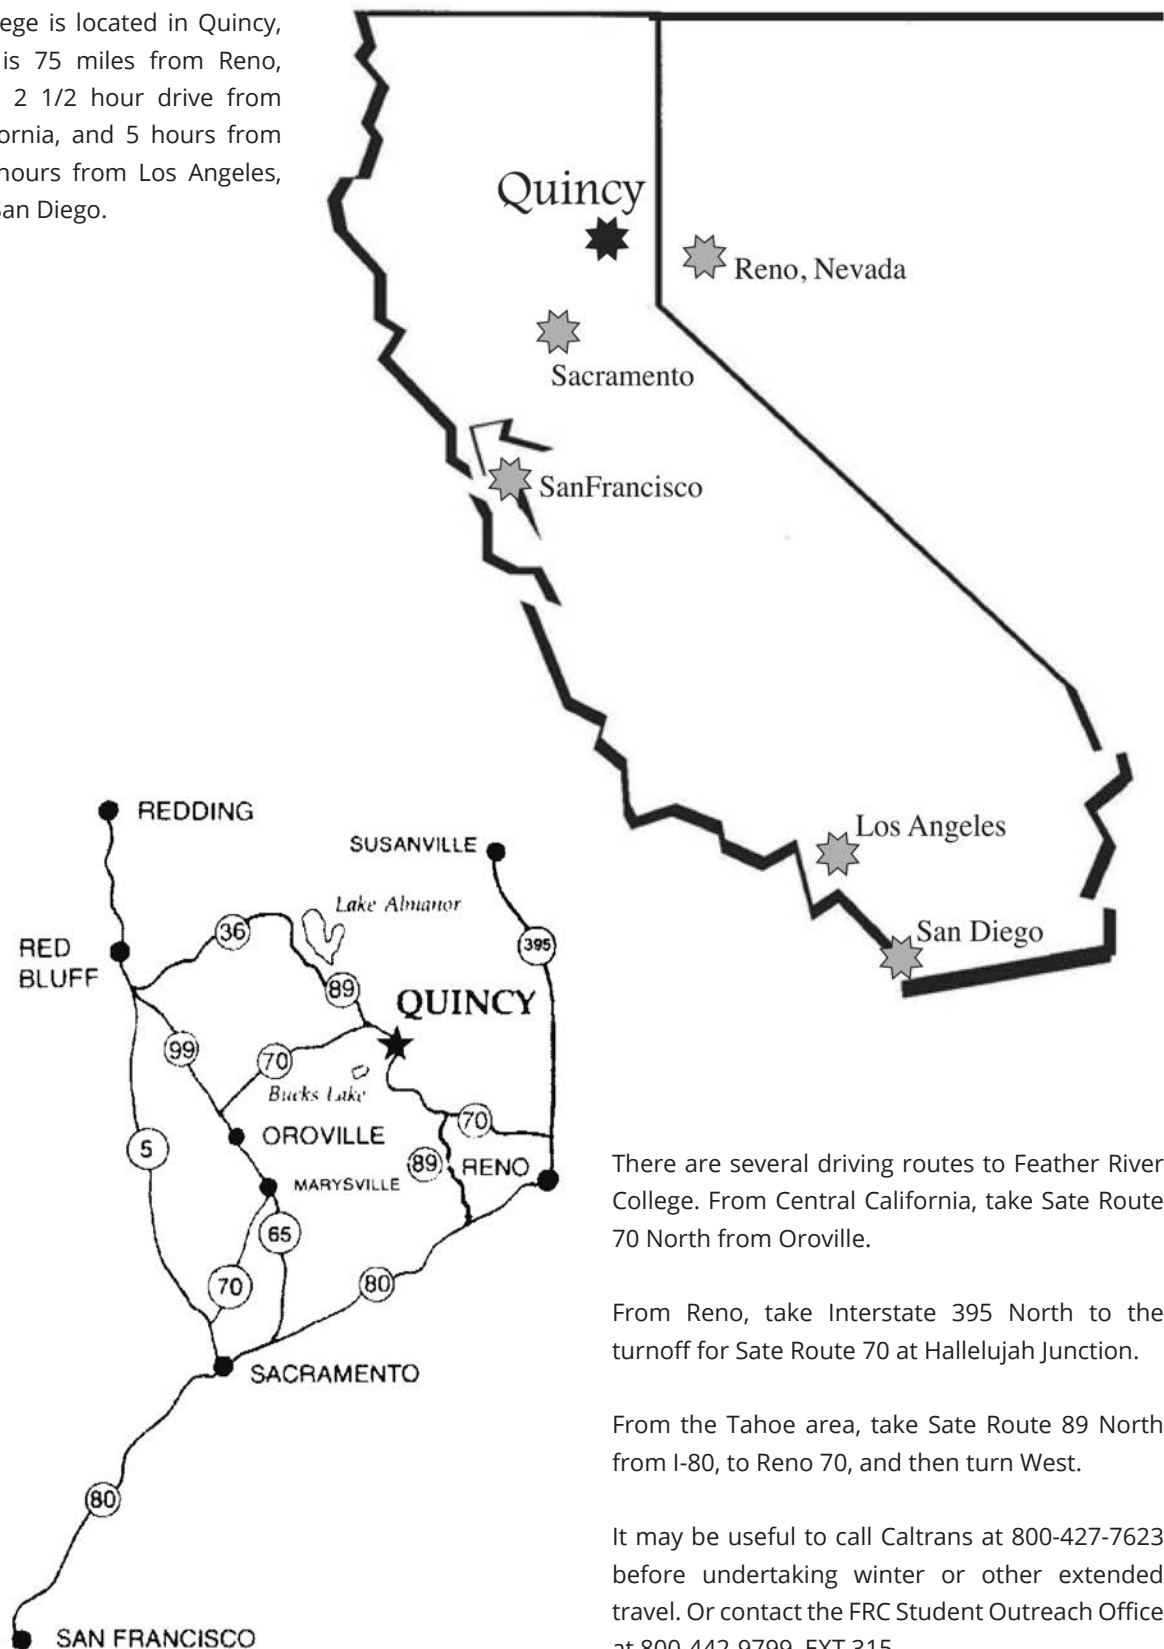 ege is located in Quincy,
is 75 miles from Reno,
2 1/2 hour drive from
ornia, and 5 hours from
hours from Los Angeles,
San Diego.
Quincy
Reno, Nevada
Sacramento
SanFrancisco
Los Angeles
San Diego
REDDING
SUSANVILLE
Lake Almanor
36
RED
BLUFF
395
89
QUINCY
99
70
Bucks Lake
5
OROVILLE
70
89
RENO
MARYSVILLE
65
70
80
SACRAMENTO
80
SAN FRANCISCO
There are several driving routes to Feather River
College. From Central California, take Sate Route
70 North from Oroville.
From Reno, take Interstate 395 North to the
turnoff for Sate Route 70 at Hallelujah Junction.
From the Tahoe area, take Sate Route 89 North
from I-80, to Reno 70, and then turn West.
It may be useful to call Caltrans at 800-427-7623
before undertaking winter or other extended
travel. Or contact the FRC Student Outreach Office
at 800-442-9799, EXT 315.